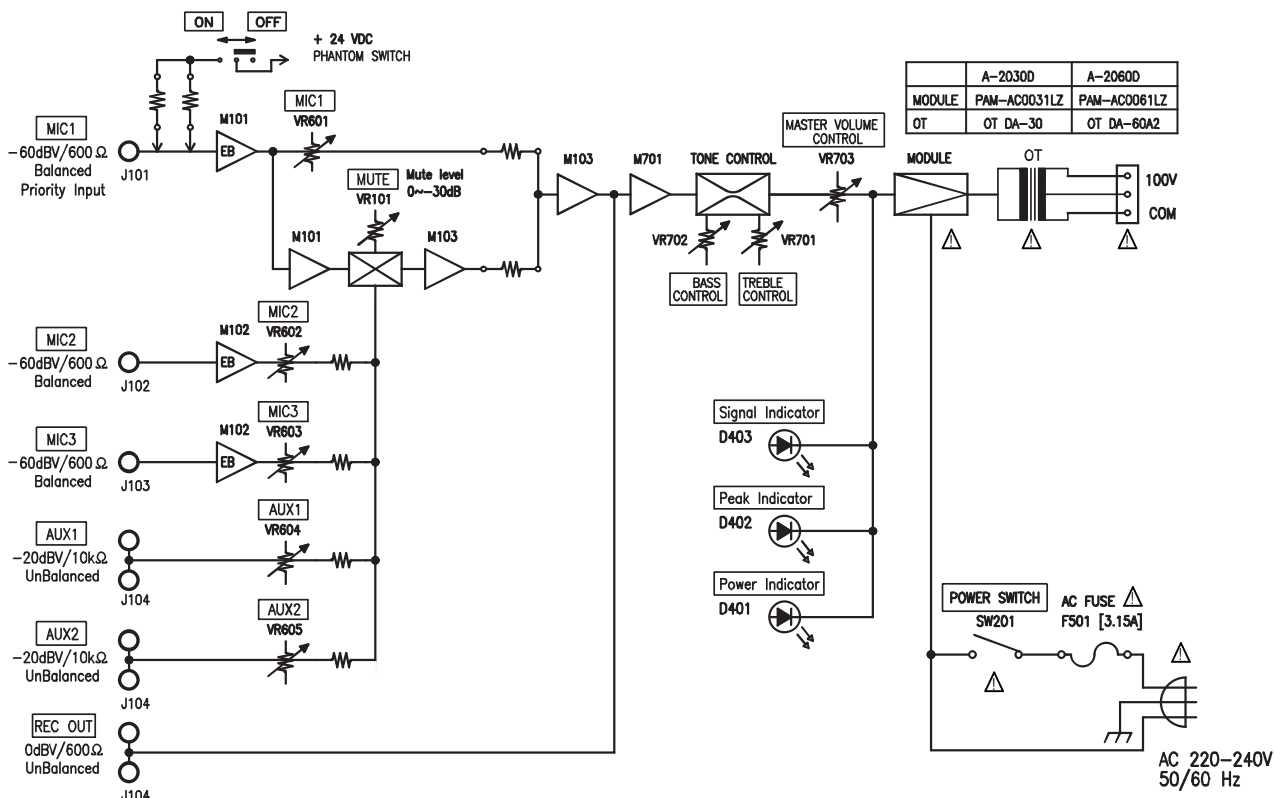 ON OFF
+ 24 VDC
PHANTOM SWITCH
A-2030D A-2060D
MODULE PAM-AC0031LZ PAM-AC0061LZ
OT OT DA-30 OT DA-60A2
MIC1
-60dBV/600Ω
Balanced
Priority Input
J101
M101
EB
MIC1
VR601
MUTE
VR101
Mute level
0~-30dB
M101
M103
M103
M701
TONE CONTROL
VR702
VR701
BASS
CONTROL
TREBLE
CONTROL
MASTER VOLUME
CONTROL
VR703
MODULE
OT
100V
COM
MIC2
-60dBV/600Ω
Balanced
J102
M102
EB
MIC2
VR602
MIC3
-60dBV/600Ω
Balanced
J103
M102
EB
MIC3
VR603
AUX1
-20dBV/10kΩ
UnBalanced
J104
AUX1
VR604
AUX2
-20dBV/10kΩ
UnBalanced
J104
AUX2
VR605
REC OUT
0dBV/600Ω
UnBalanced
J104
Signal Indicator
D403
Peak Indicator
D402
Power Indicator
D401
POWER SWITCH
SW201
AC FUSE
F501 [3.15A]
AC 220-240V
50/60 Hz